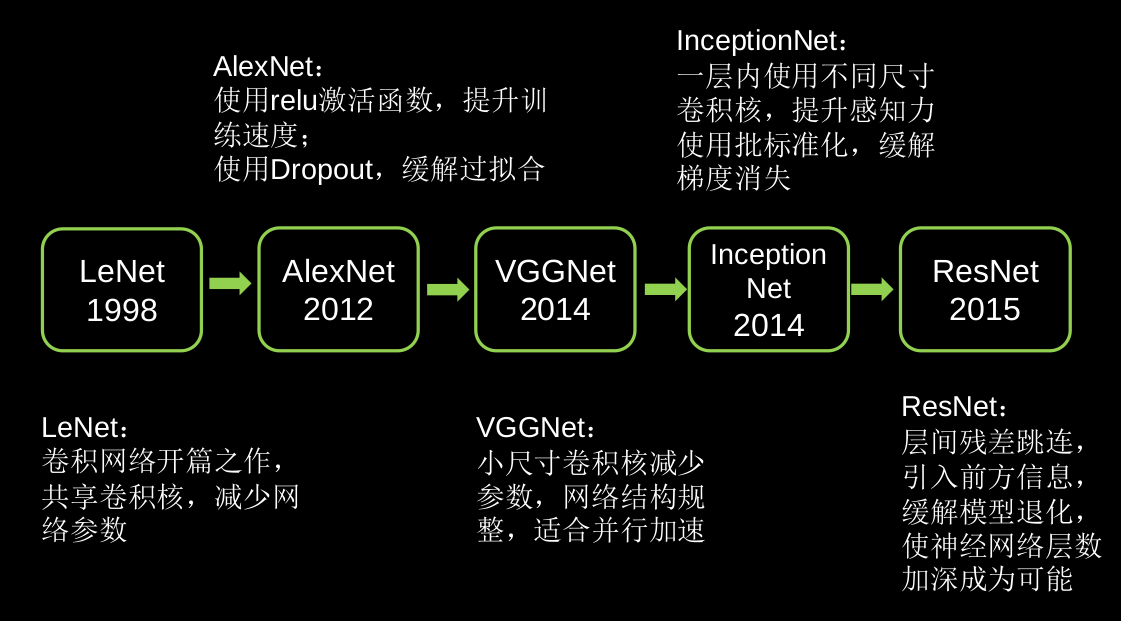 InceptionNet：
一层内使用不同尺寸
卷积核，提升感知力
使用批标准化，缓解
梯度消失
AlexNet：
使用relu激活函数，提升训
练速度；
使用Dropout，缓解过拟合
LeNet
1998
AlexNet
2012
VGGNet
2014
Inception
Net
2014
ResNet
2015
LeNet：
卷积网络开篇之作，
共享卷积核，减少网
络参数
VGGNet：
小尺寸卷积核减少
参数，网络结构规
整，适合并行加速
ResNet：
层间残差跳连，
引入前方信息，
缓解模型退化，
使神经网络层数
加深成为可能